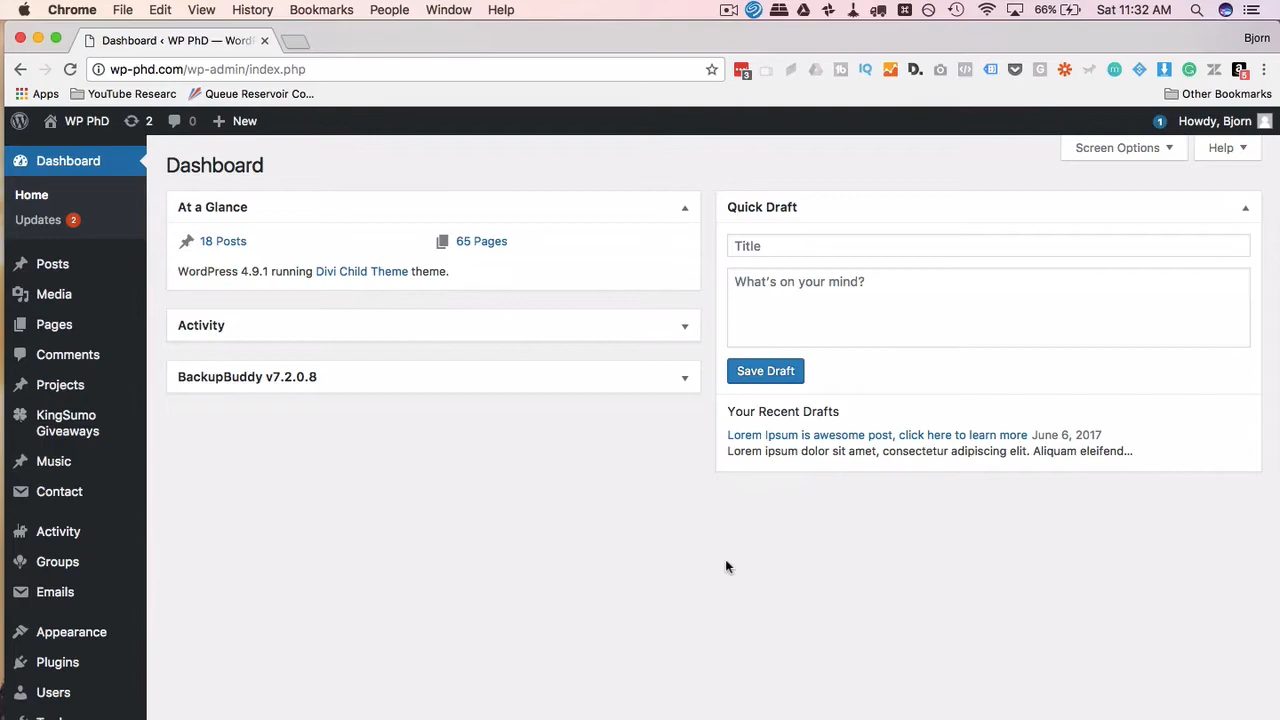 Chrome File Edit View History Bookmarks People Window Help 66% Sat 11:32 AM
Dashboard ‹ WP PhD — Word Bjorn
wp-phd.com/wp-admin/index.php
Apps YouTube Researc Queue Reservoir Co... Other Bookmarks
WP PhD 2 0 New 1 Howdy, Bjorn
Screen Options Help
Dashboard
Home
Updates 2
Posts
Media
Pages
Comments
Projects
KingSumo
Giveaways
Music
Contact
Activity
Groups
Emails
Appearance
Plugins
Users
Dashboard
At a Glance
18 Posts 65 Pages
WordPress 4.9.1 running Divi Child Theme theme.
Activity
BackupBuddy v7.2.0.8
Quick Draft
Title
What's on your mind?
Save Draft
Your Recent Drafts
Lorem Ipsum is awesome post, click here to learn more June 6, 2017
Lorem ipsum dolor sit amet, consectetur adipiscing elit. Aliquam eleifend...